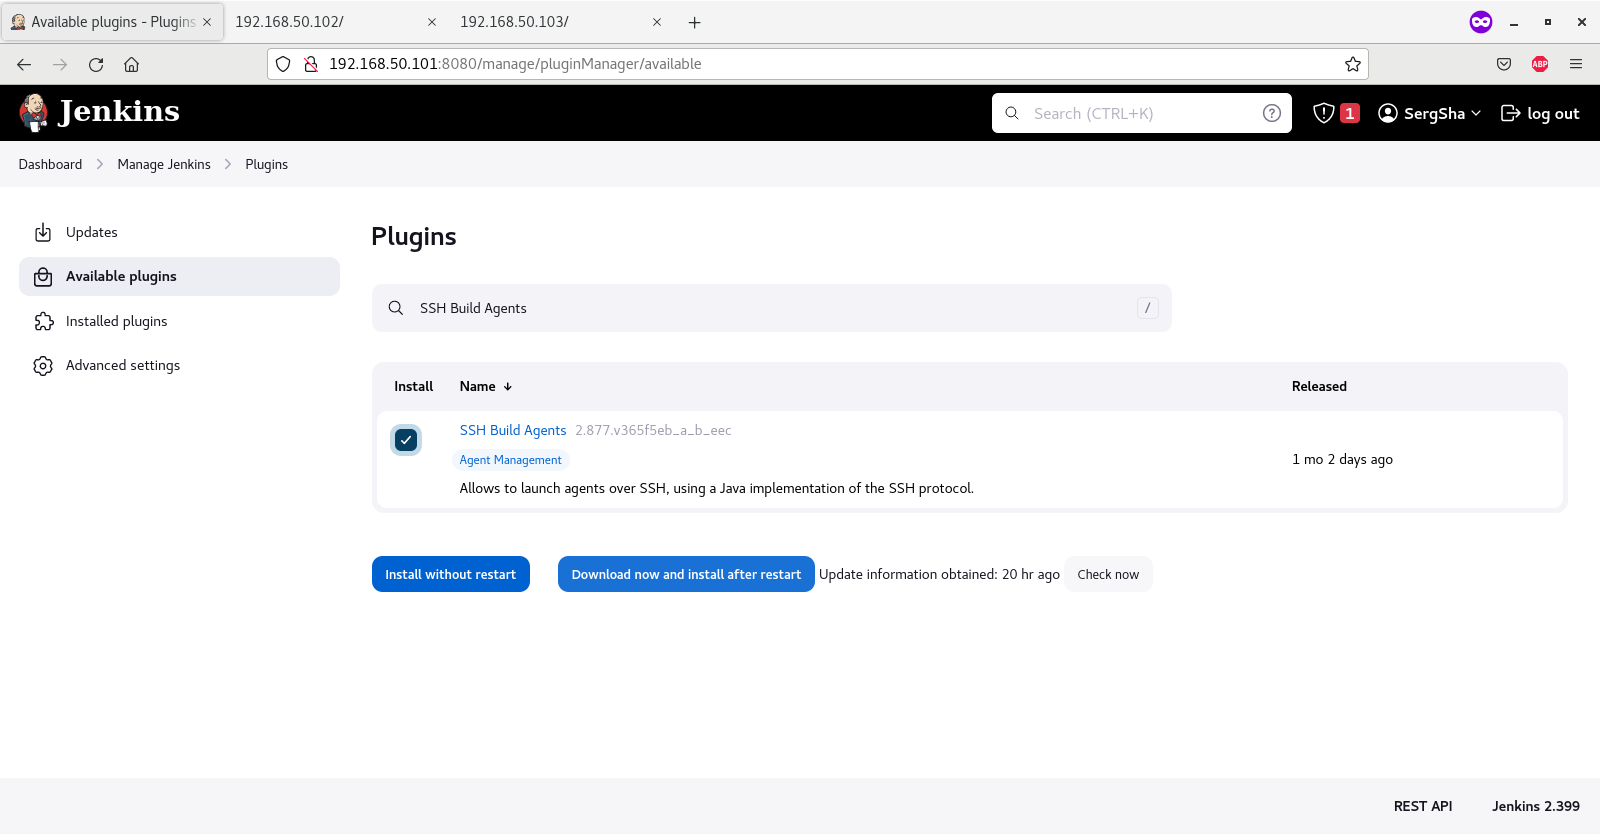 Available plugins - Plugins
192.168.50.102/
192.168.50.103/
192.168.50.101:8080/manage/pluginManager/available
ABP
Jenkins
Search (CTRL+K)
?
1
SergSha
log out
Dashboard
Manage Jenkins
Plugins
Updates
Available plugins
Installed plugins
Advanced settings
Plugins
SSH Build Agents
/
Install Name ↓ Released
SSH Build Agents 2.877.v365f5eb_a_b_eec
Agent Management
1 mo 2 days ago
Allows to launch agents over SSH, using a Java implementation of the SSH protocol.
Install without restart
Download now and install after restart
Update information obtained: 20 hr ago
Check now
REST API
Jenkins 2.399